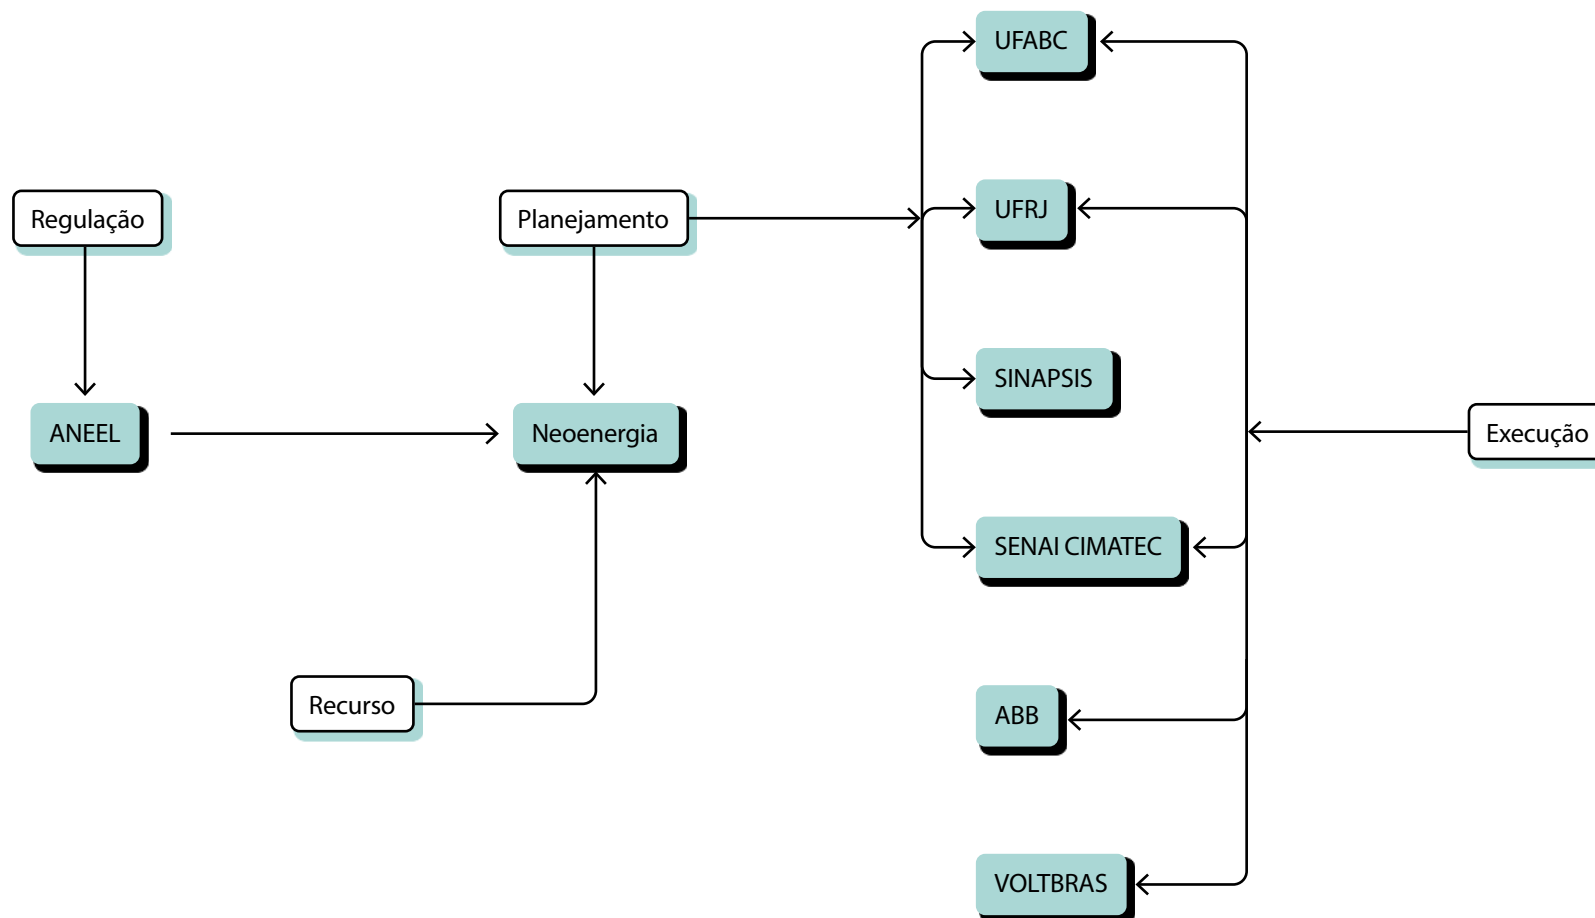 UFABC
Regulação
Planejamento
UFRJ
SINAPSIS
ANEEL
Neoenergia
Execução
SENAI CIMATEC
Recurso
ABB
VOLTBRAS